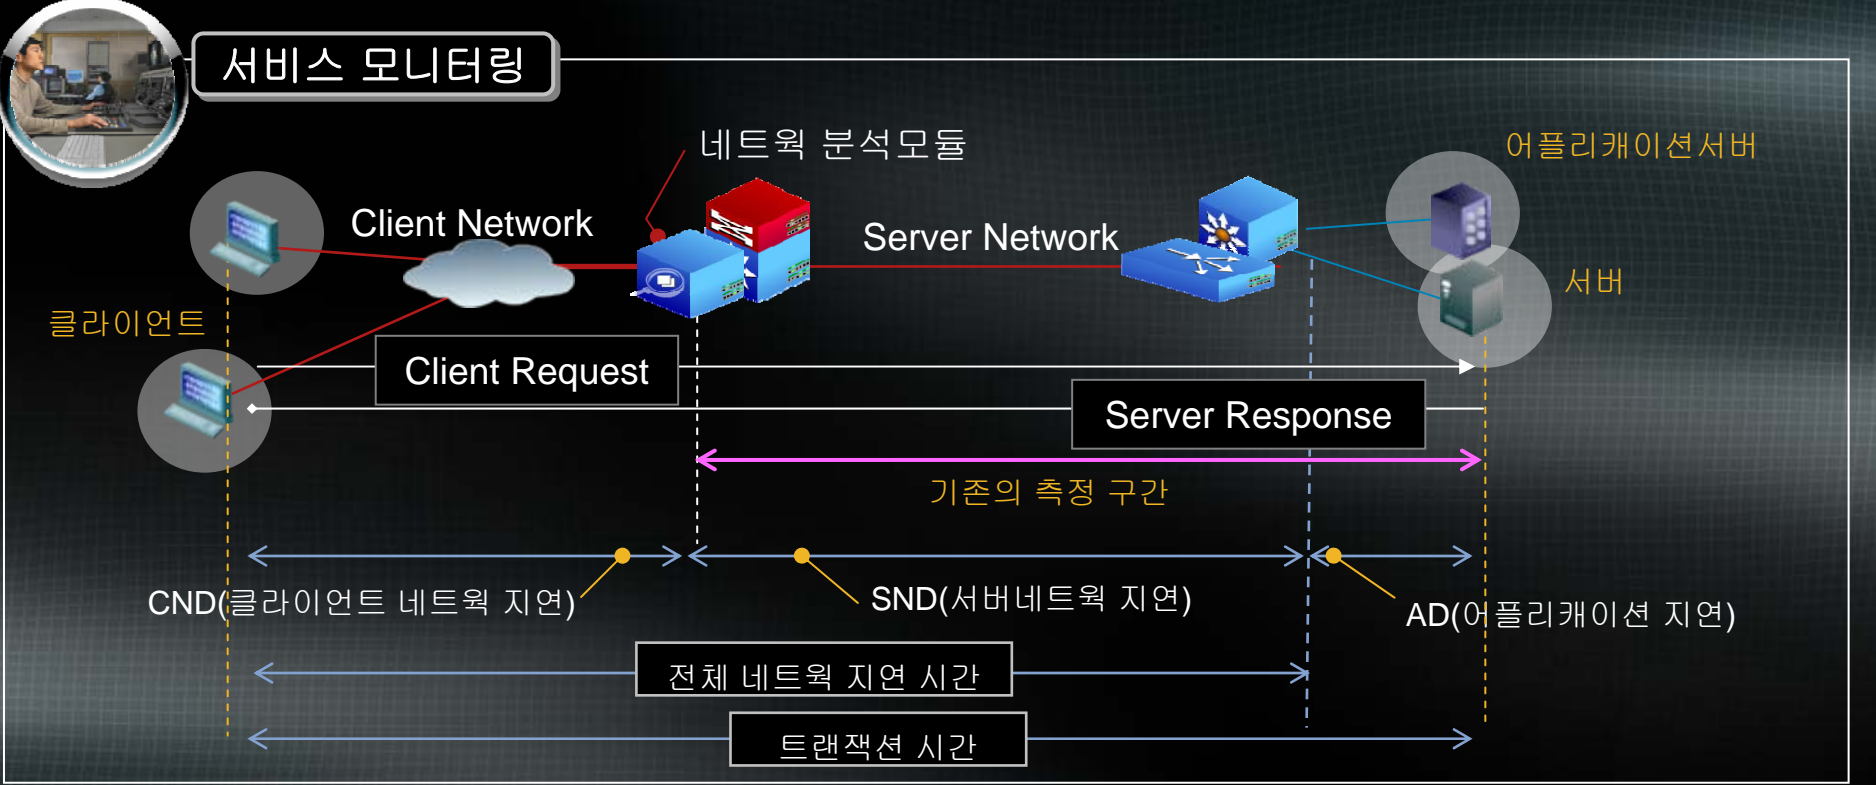 서비스 모니터링
네트웍 분석모듈
어플리캐이션서버
Client Network
Server Network
서버
클라이언트
Client Request
Server Response
기존의 측정 구간
CND(클라이언트 네트웍 지연)
SND(서버네트웍 지연)
AD(어플리캐이션 지연)
전체 네트웍 지연 시간
트랜잭션 시간